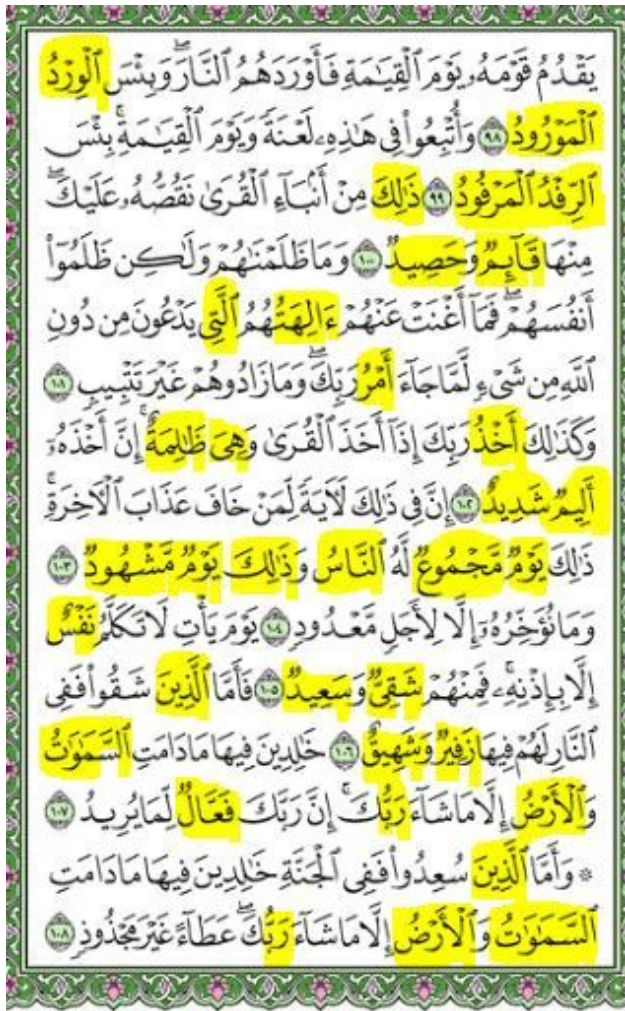 يَقْدُمُ قَوْمَهُۥ يَوْمَ ٱلْقِيَٰمَةِ فَأَوْرَدَهُمُ ٱلنَّارَ ۖ وَبِئْسَ ٱلْوِرْدُ
ٱلْمَوْرُودُ ٩٨ وَأُتْبِعُوا۟ فِى هَٰذِهِۦ لَعْنَةً وَيَوْمَ ٱلْقِيَٰمَةِ ۚ بِئْسَ
ٱلرِّفْدُ ٱلْمَرْفُودُ ٩٩ ذَٰلِكَ مِنْ أَنۢبَآءِ ٱلْقُرَىٰ نَقُصُّهُۥ عَلَيْكَ ۖ
مِنْهَا قَآئِمٌ وَحَصِيدٌ ١٠٠ وَمَا ظَلَمْنَٰهُمْ وَلَٰكِن ظَلَمُوٓا۟
أَنفُسَهُمْ ۖ فَمَآ أَغْنَتْ عَنْهُمْ ءَالِهَتُهُمُ ٱلَّتِى يَدْعُونَ مِن دُونِ
ٱللَّهِ مِن شَىْءٍ لَّمَّا جَآءَ أَمْرُ رَبِّكَ ۖ وَمَا زَادُوهُمْ غَيْرَ تَتْبِيبٍ ١٠١
وَكَذَٰلِكَ أَخْذُ رَبِّكَ إِذَآ أَخَذَ ٱلْقُرَىٰ وَهِىَ ظَٰلِمَةٌ ۚ إِنَّ أَخْذَهُۥٓ
أَلِيمٌ شَدِيدٌ ١٠٢ إِنَّ فِى ذَٰلِكَ لَءَايَةً لِّمَنْ خَافَ عَذَابَ ٱلْءَاخِرَةِ ۚ
ذَٰلِكَ يَوْمٌ مَّجْمُوعٌ لَّهُ ٱلنَّاسُ وَذَٰلِكَ يَوْمٌ مَّشْهُودٌ ١٠٣
وَمَا نُؤَخِّرُهُۥٓ إِلَّا لِأَجَلٍ مَّعْدُودٍ ١٠٤ يَوْمَ يَأْتِ لَا تَكَلَّمُ نَفْسٌ
إِلَّا بِإِذْنِهِۦ ۚ فَمِنْهُمْ شَقِىٌّ وَسَعِيدٌ ١٠٥ فَأَمَّا ٱلَّذِينَ شَقُوا۟ فَفِى
ٱلنَّارِ لَهُمْ فِيهَا زَفِيرٌ وَشَهِيقٌ ١٠٦ خَٰلِدِينَ فِيهَا مَا دَامَتِ ٱلسَّمَٰوَٰتُ
وَٱلْأَرْضُ إِلَّا مَا شَآءَ رَبُّكَ ۚ إِنَّ رَبَّكَ فَعَّالٌ لِّمَا يُرِيدُ ١٠٧
۞ وَأَمَّا ٱلَّذِينَ سُعِدُوا۟ فَفِى ٱلْجَنَّةِ خَٰلِدِينَ فِيهَا مَا دَامَتِ
ٱلسَّمَٰوَٰتُ وَٱلْأَرْضُ إِلَّا مَا شَآءَ رَبُّكَ ۖ عَطَآءً غَيْرَ مَجْذُوذٍ ١٠٨